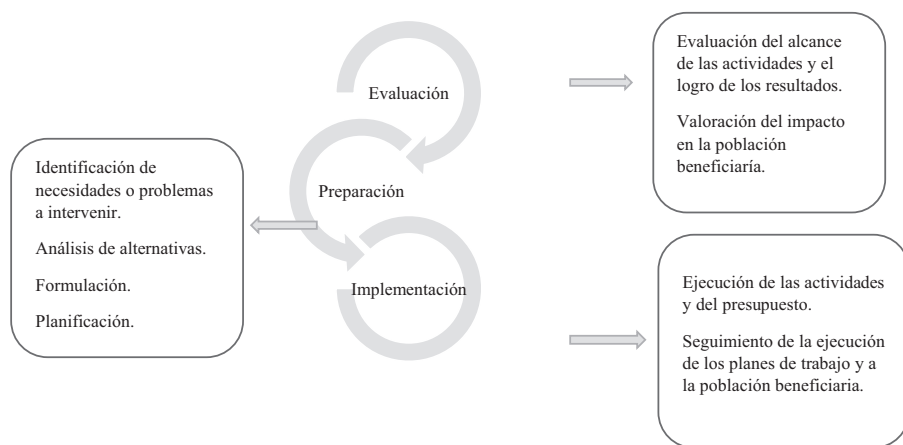 Evaluación
Preparación
Implementación
Identificación de
necesidades o problemas
a intervenir.
Análisis de alternativas.
Formulación.
Planificación.
Evaluación del alcance
de las actividades y el
logro de los resultados.
Valoración del impacto
en la población
beneficiaría.
Ejecución de las actividades
y del presupuesto.
Seguimiento de la ejecución
de los planes de trabajo y a
la población beneficiaria.